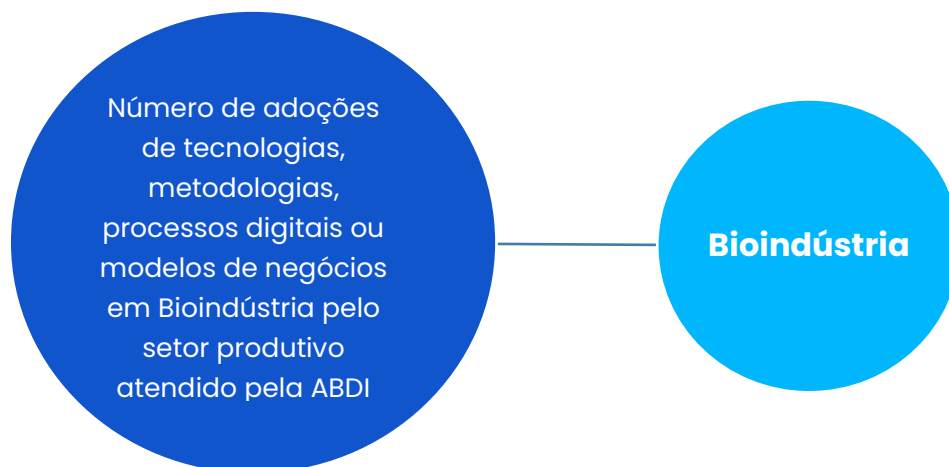 Número de adoções
de tecnologias,
metodologias,
processos digitais ou
modelos de negócios
em Bioindústria pelo
setor produtivo
atendido pela ABDI
Bioindústria